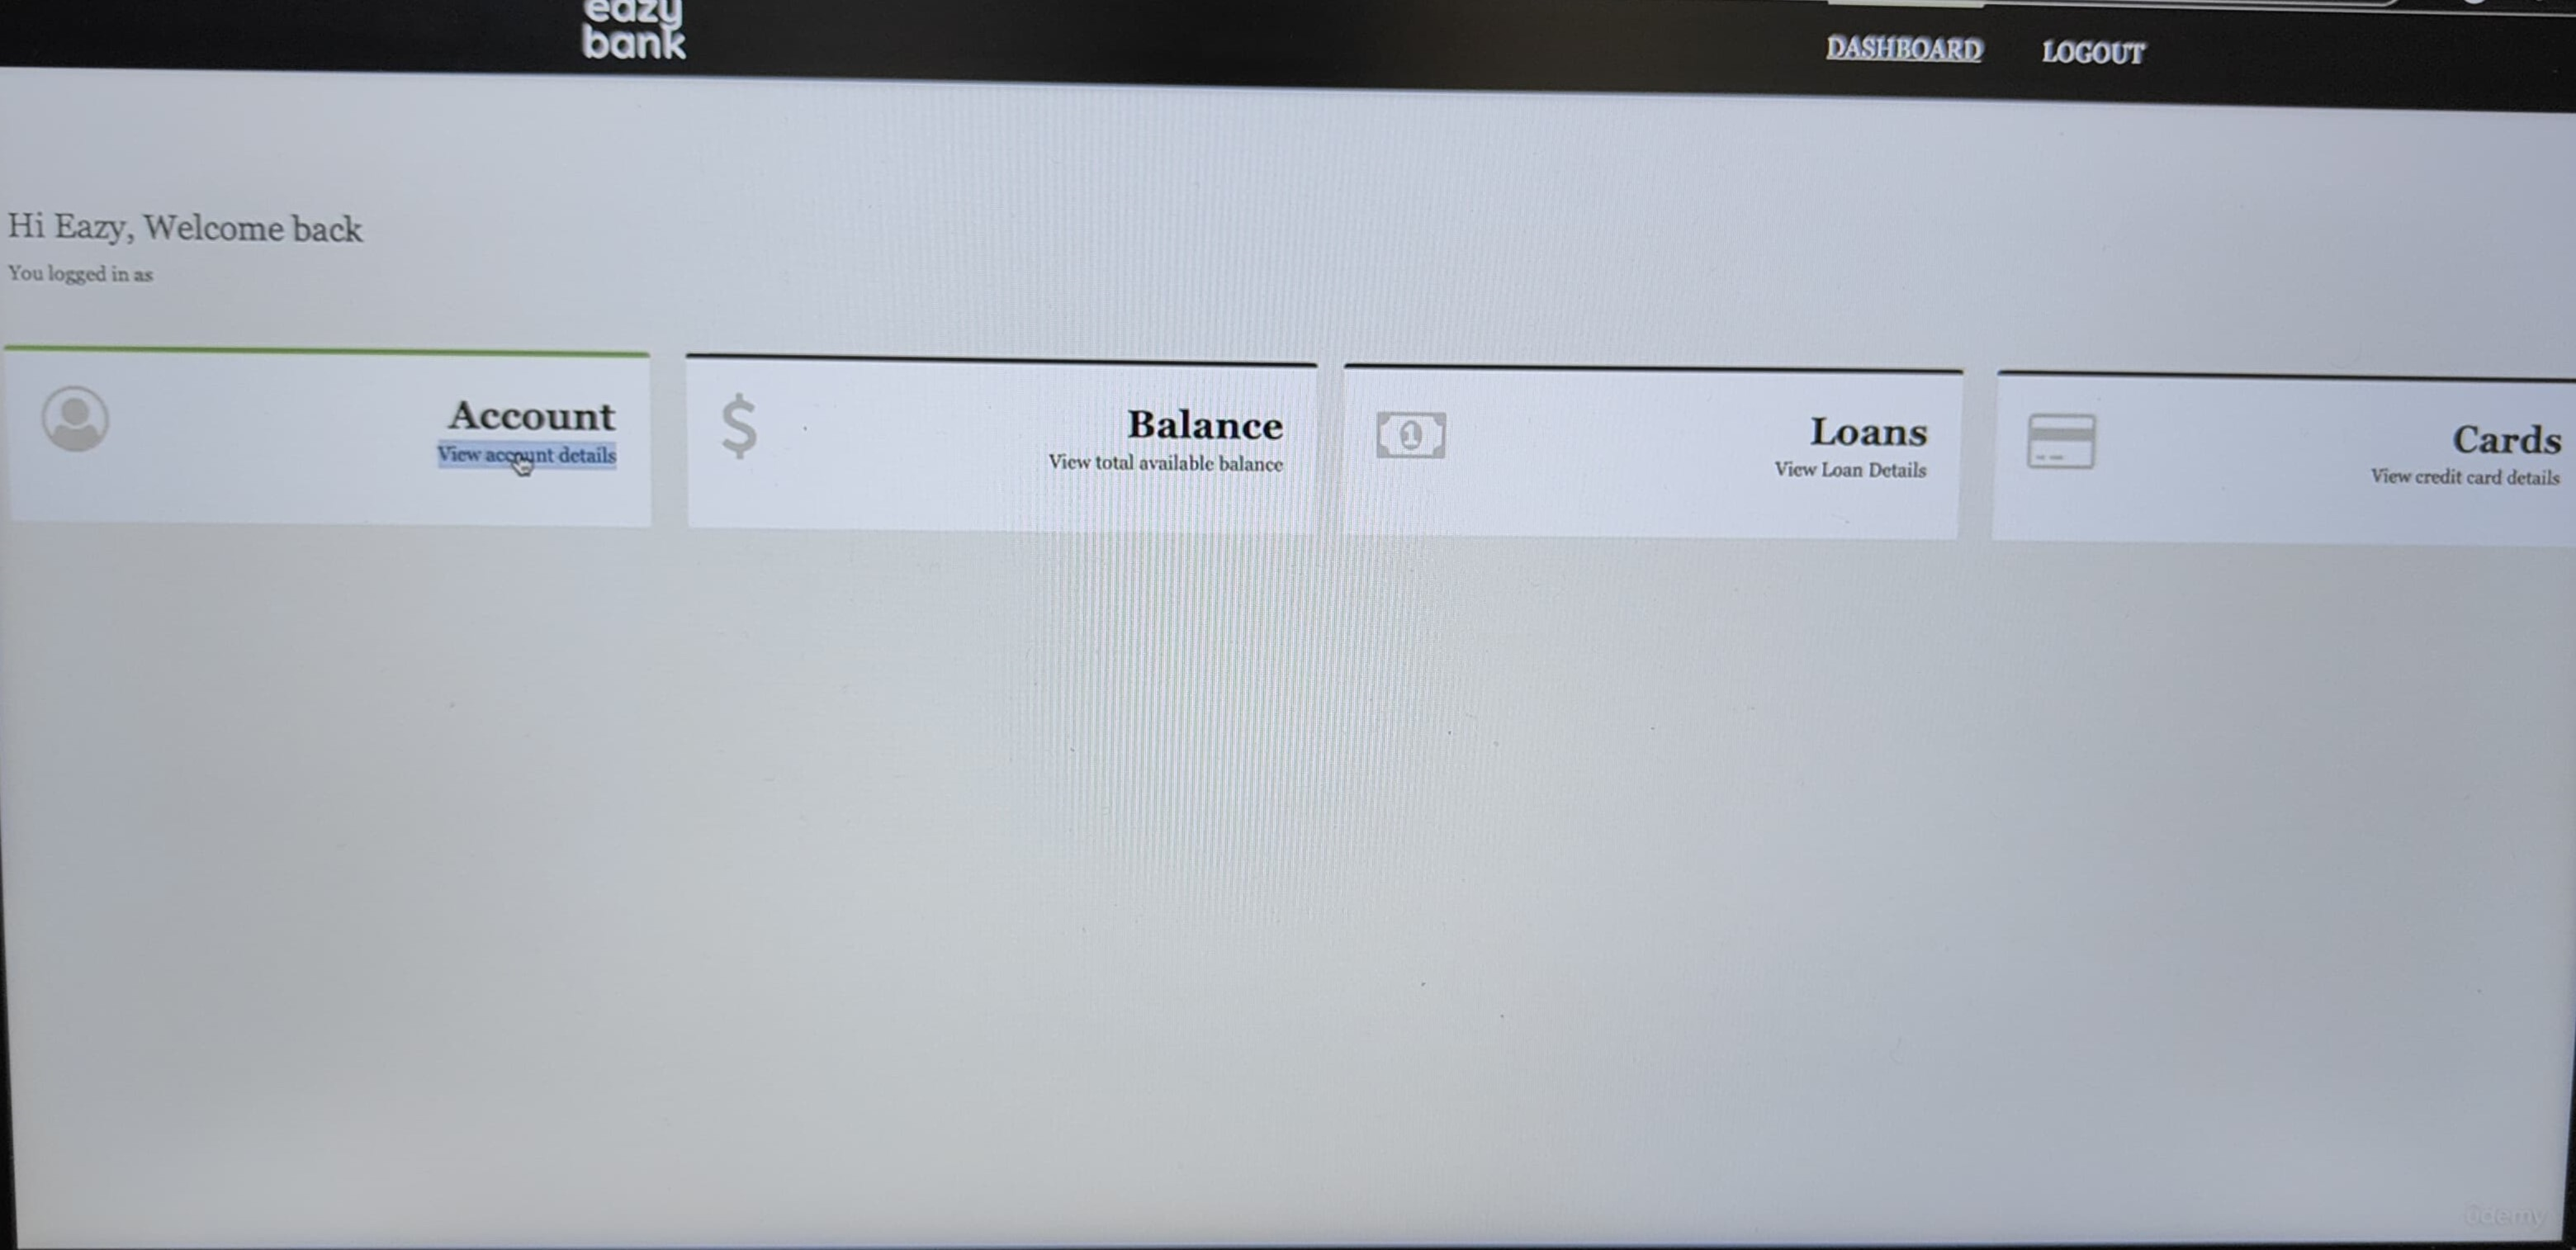 eazy
bank
DASHBOARD
LOGOUT
Hi Eazy, Welcome back
You logged in as
Account
View account details
Balance
View total available balance
Loans
View Loan Details
Cards
View credit card details
ûdemy